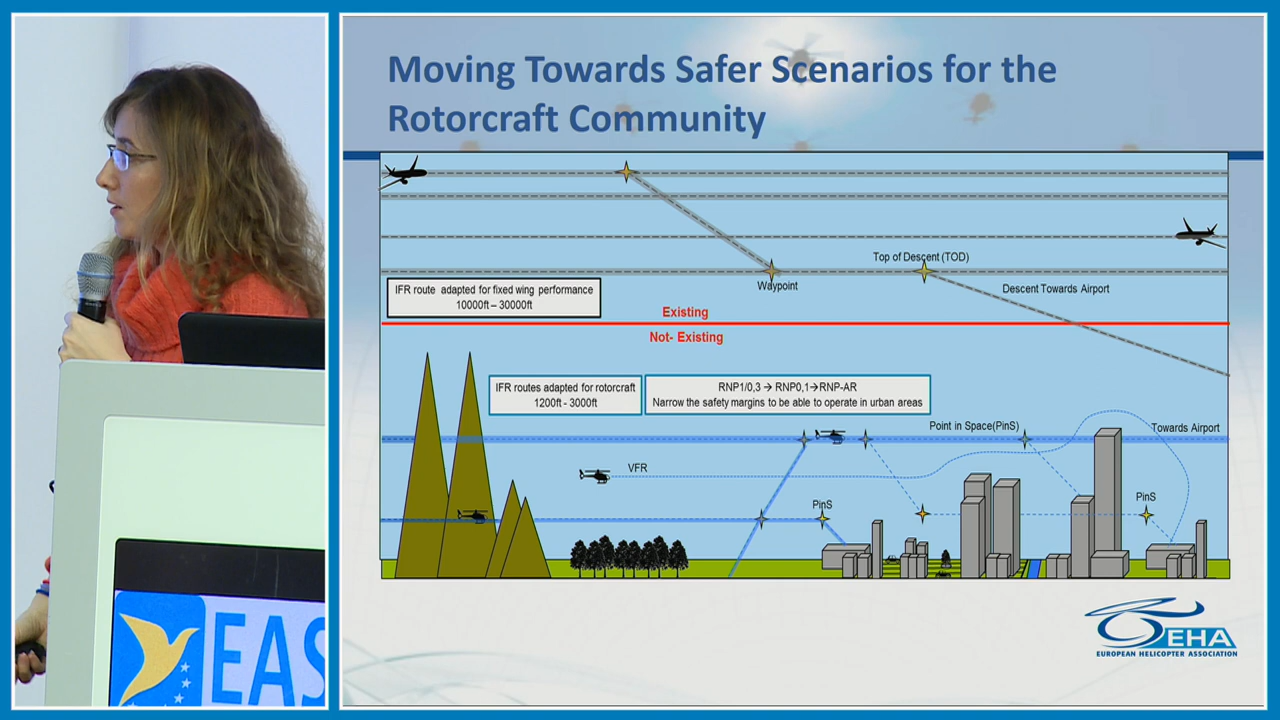 Moving Towards Safer Scenarios for the
Rotorcraft Community
Top of Descent (TOD)
Waypoint
Descent Towards Airport
IFR route adapted for fixed wing performance
10000ft – 30000ft
Existing
Not- Existing
IFR routes adapted for rotorcraft
1200ft - 3000ft
RNP1/0,3 → RNP0,1→RNP-AR
Narrow the safety margins to be able to operate in urban areas
Point in Space(PinS)
Towards Airport
VFR
PinS
PinS
EHA
EUROPEAN HELICOPTER ASSOCIATION
EAS